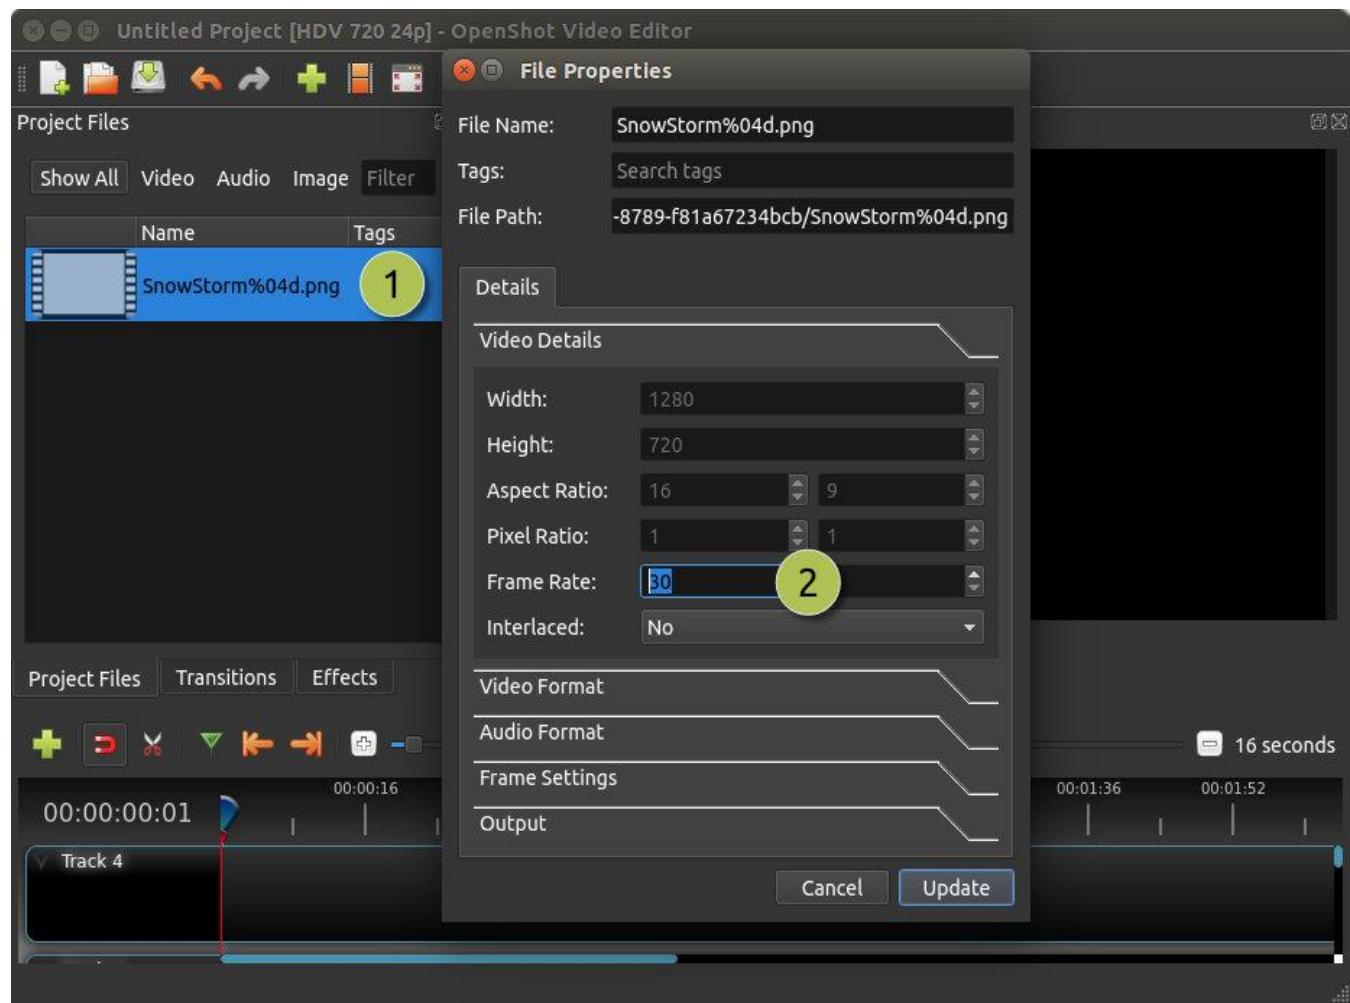 Untitled Project [HDV 720 24p] - OpenShot Video Editor
File Properties
Project Files
File Name: SnowStorm%04d.png
Tags: Search tags
File Path: -8789-f81a67234bcb/SnowStorm%04d.png
Show All Video Audio Image Filter
Name Tags
SnowStorm%04d.png 1
Details
Video Details
Width: 1280
Height: 720
Aspect Ratio: 16 9
Pixel Ratio: 1 1
Frame Rate: 30 2
Interlaced: No
Video Format
Audio Format
Frame Settings
Output
Cancel Update
Project Files Transitions Effects
16 seconds
00:00:00:01 00:00:16 00:01:36 00:01:52
Track 4